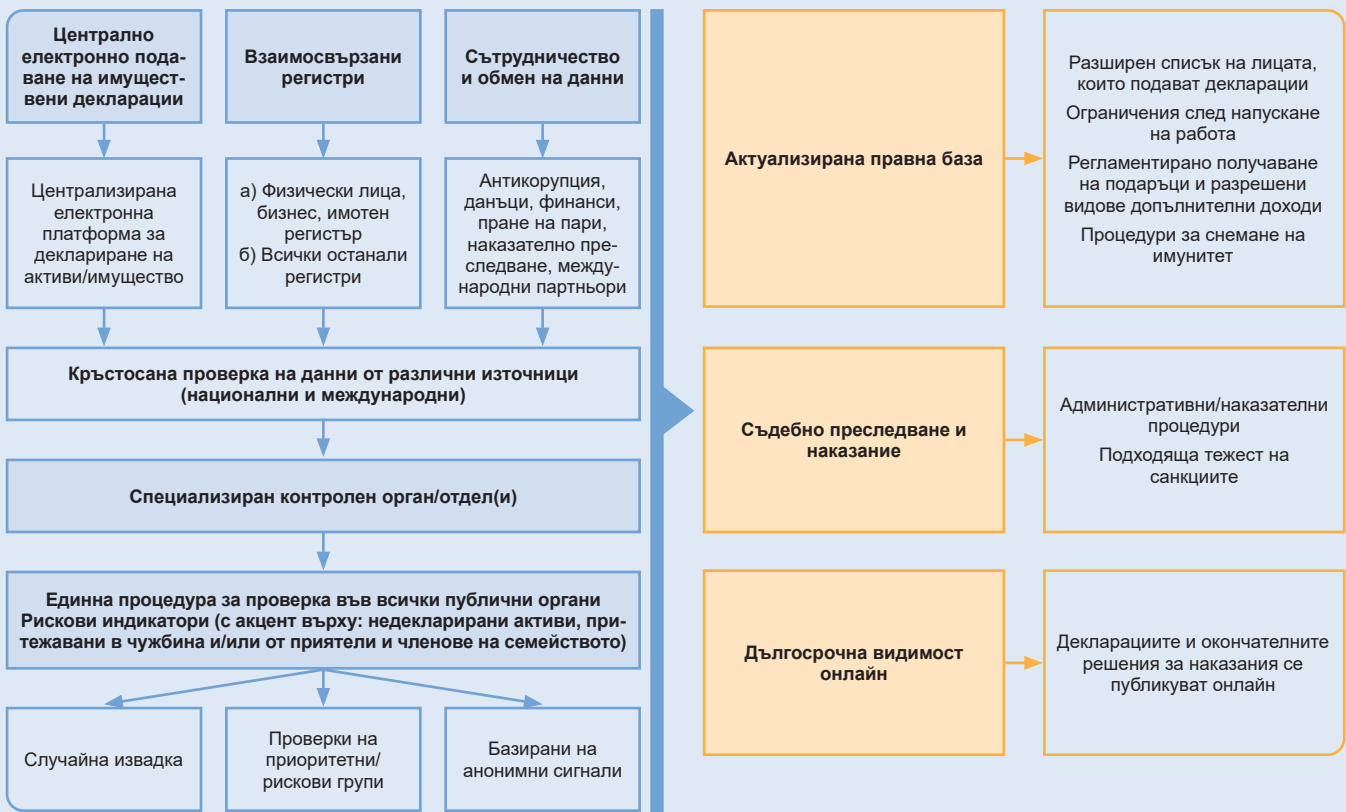 Централно
електронно пода-
ване на имущест-
вени декларации
Взаимосвързани
регистри
Сътрудничество
и обмен на данни
Централизирана
електронна
платформа за
деклариране на
активи/имущество
а) Физически лица,
бизнес, имотен
регистър
б) Всички останали
регистри
Антикорупция,
данъци, финанси,
пране на пари,
наказателно пре-
следване, между-
народни партньори
Кръстосана проверка на данни от различни източници
(национални и международни)
Специализиран контролен орган/отдел(и)
Единна процедура за проверка във всички публични органи
Рискови индикатори (с акцент върху: недекларирани активи, при-
тежавани в чужбина и/или от приятели и членове на семейството)
Случайна извадка
Проверки на
приоритетни/
рискови групи
Базирани на
анонимни сигнали
Актуализирана правна база
Разширен списък на лицата,
които подават декларации
Ограничения след напускане
на работа
Регламентирано получаване
на подаръци и разрешени
видове допълнителни доходи
Процедури за снемане на
имунитет
Съдебно преследване и
наказание
Административни/наказателни
процедури
Подходяща тежест на
санкциите
Дългосрочна видимост
онлайн
Декларациите и окончателните
решения за наказания се
публикуват онлайн